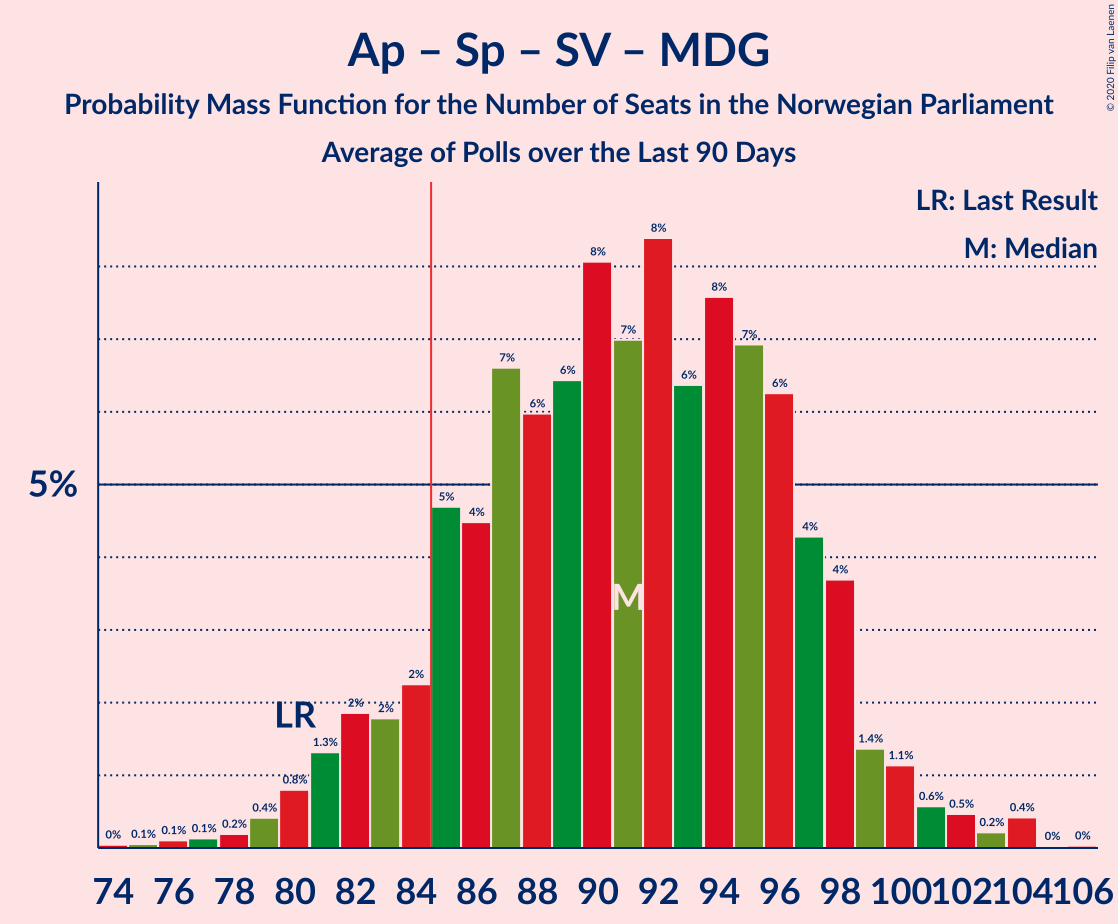 Ap – Sp – SV – MDG
Probability Mass Function for the Number of Seats in the Norwegian Parliament
Average of Polls over the Last 90 Days
© 2020 Filip van Laenen
LR: Last Result
M: Median
5%
0% 0.1% 0.1% 0.1% 0.2% 0.4% 0.8% 1.3% 2% 2% 2% 5% 4% 7% 6% 6% 8% 7% 8% 6% 8% 7% 6% 4% 4% 1.4% 1.1% 0.6% 0.5% 0.2% 0.4% 0% 0%
LR
M
74 76 78 80 82 84 86 88 90 92 94 96 98 100 102 104 106